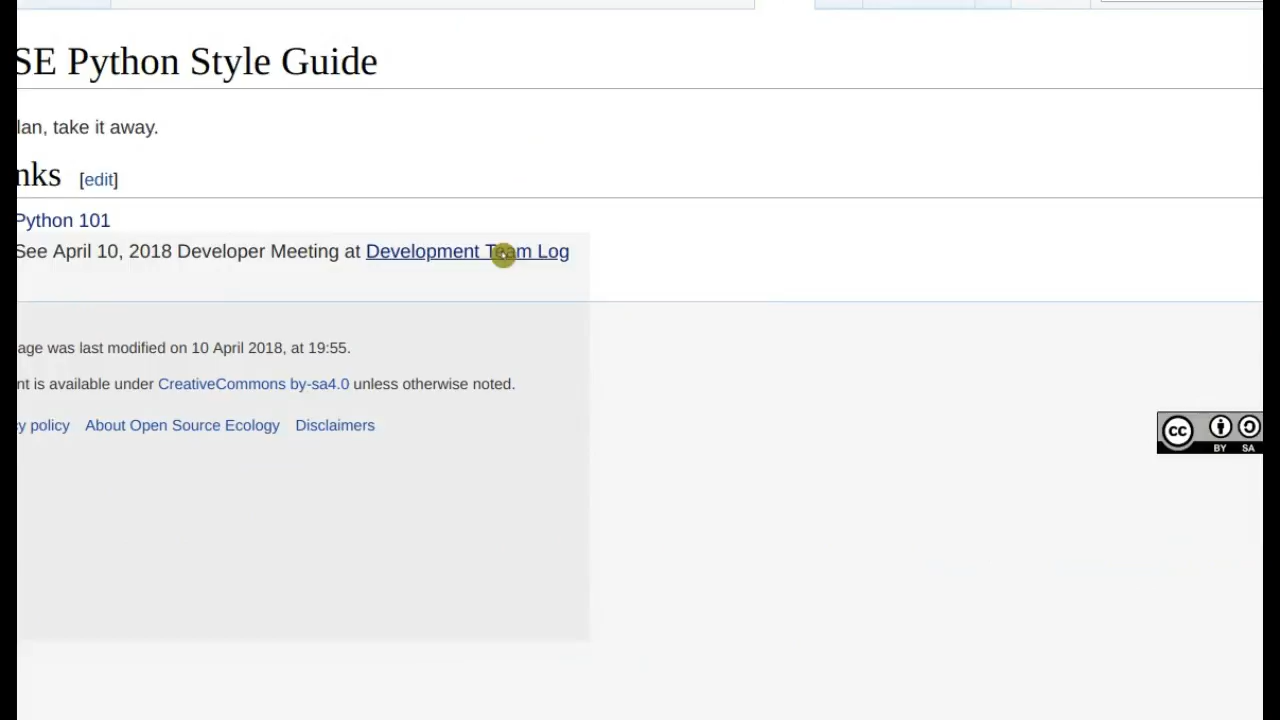 SE Python Style Guide
lan, take it away.
nks [edit]
Python 101
See April 10, 2018 Developer Meeting at Development Team Log
age was last modified on 10 April 2018, at 19:55.
nt is available under CreativeCommons by-sa4.0 unless otherwise noted.
cy policy About Open Source Ecology Disclaimers
cc
BY SA